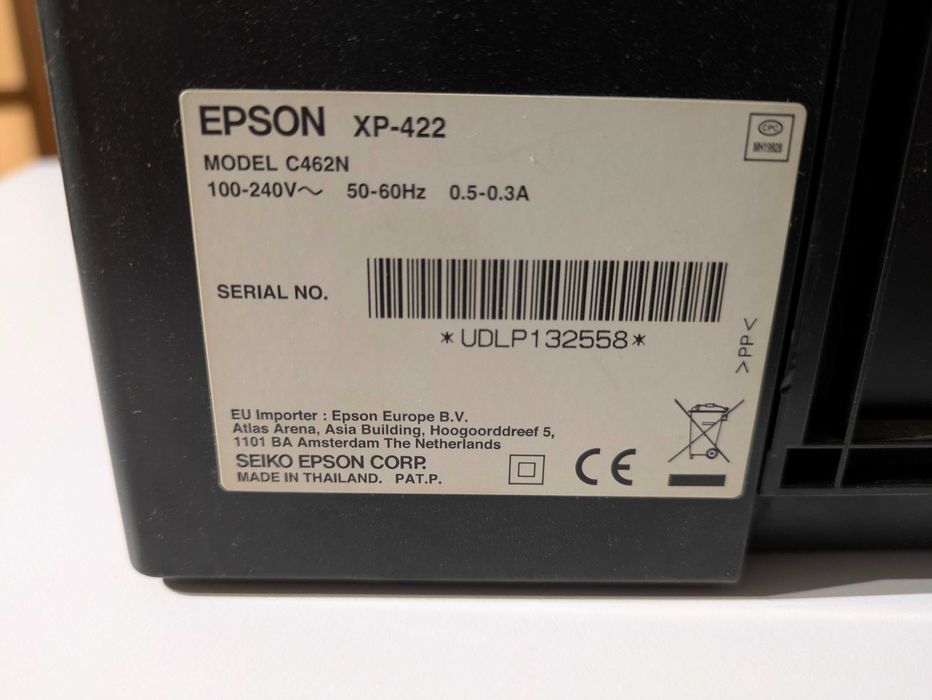 EPSON XP-422
CPC
MH19928
MODEL C462N
100-240V～ 50-60Hz 0.5-0.3A
SERIAL NO.
*UDLP132558*
>PP<
EU Importer : Epson Europe B.V.
Atlas Arena, Asia Building, Hoogoorddreef 5,
1101 BA Amsterdam The Netherlands
SEIKO EPSON CORP.
MADE IN THAILAND. PAT.P.
CE